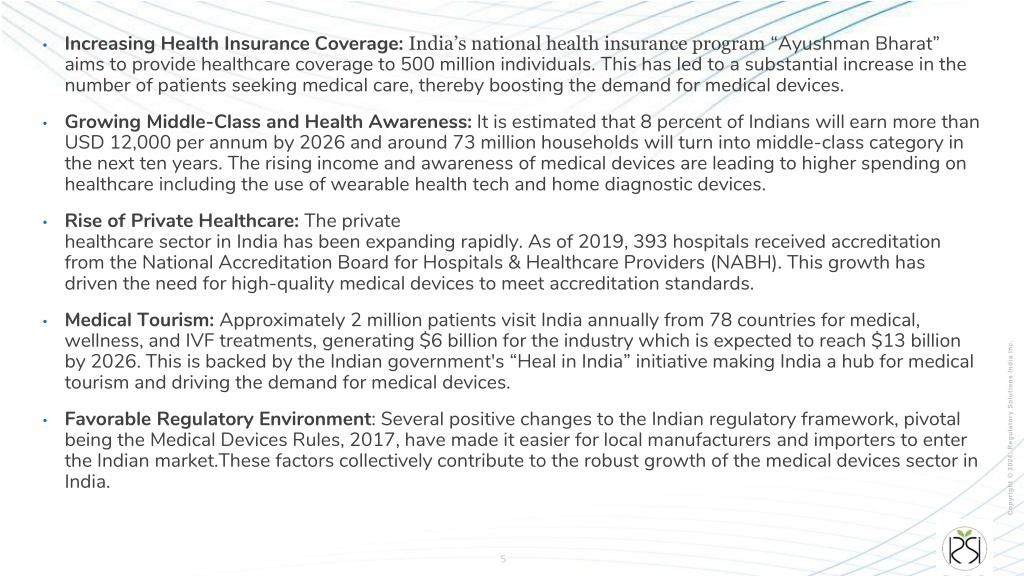 • Increasing Health Insurance Coverage: India's national health insurance program “Ayushman Bharat”
aims to provide healthcare coverage to 500 million individuals. This has led to a substantial increase in the
number of patients seeking medical care, thereby boosting the demand for medical devices.
• Growing Middle-Class and Health Awareness: It is estimated that 8 percent of Indians will earn more than
USD 12,000 per annum by 2026 and around 73 million households will turn into middle-class category in
the next ten years. The rising income and awareness of medical devices are leading to higher spending on
healthcare including the use of wearable health tech and home diagnostic devices.
• Rise of Private Healthcare: The private
healthcare sector in India has been expanding rapidly. As of 2019, 393 hospitals received accreditation
from the National Accreditation Board for Hospitals & Healthcare Providers (NABH). This growth has
driven the need for high-quality medical devices to meet accreditation standards.
• Medical Tourism: Approximately 2 million patients visit India annually from 78 countries for medical,
wellness, and IVF treatments, generating $6 billion for the industry which is expected to reach $13 billion
by 2026. This is backed by the Indian government's “Heal in India” initiative making India a hub for medical
tourism and driving the demand for medical devices.
• Favorable Regulatory Environment: Several positive changes to the Indian regulatory framework, pivotal
being the Medical Devices Rules, 2017, have made it easier for local manufacturers and importers to enter
the Indian market.These factors collectively contribute to the robust growth of the medical devices sector in
India.
Copyright © 2024, Regulatory Solutions India Inc.
5
RSI